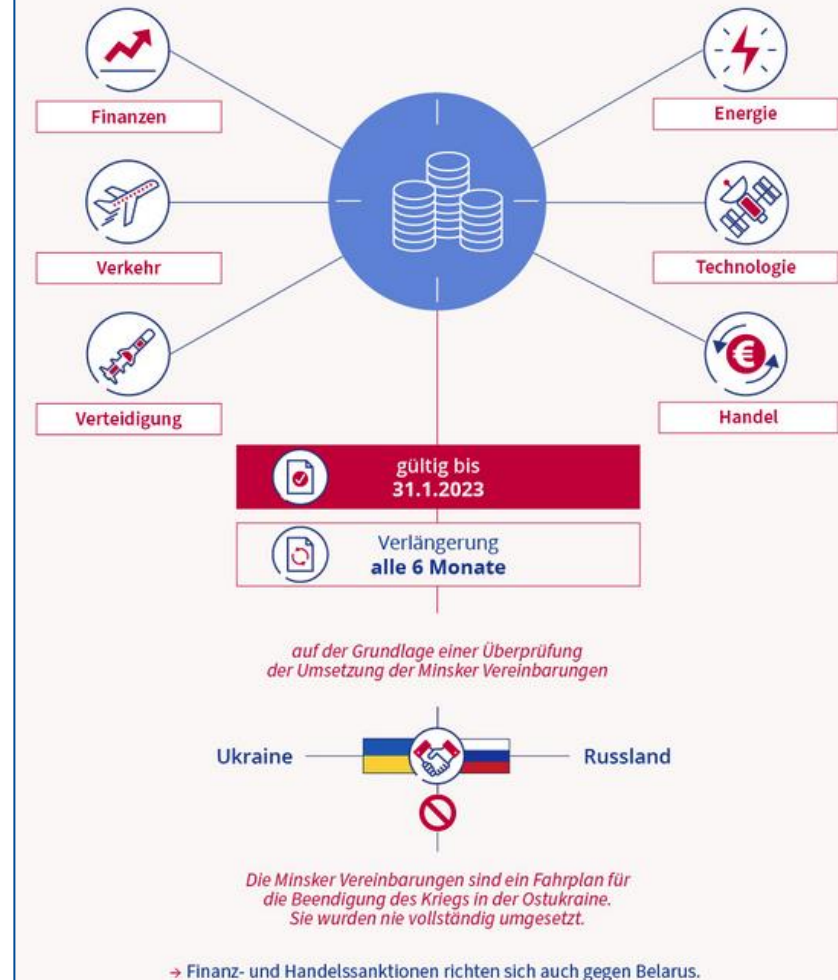 Finanzen
Energie
Verkehr
Technologie
Verteidigung
Handel
€
gültig bis
31.1.2023
Verlängerung
alle 6 Monate
auf der Grundlage einer Überprüfung
der Umsetzung der Minsker Vereinbarungen
Ukraine
Russland
Die Minsker Vereinbarungen sind ein Fahrplan für
die Beendigung des Kriegs in der Ostukraine.
Sie wurden nie vollständig umgesetzt.
→ Finanz- und Handelssanktionen richten sich auch gegen Belarus.